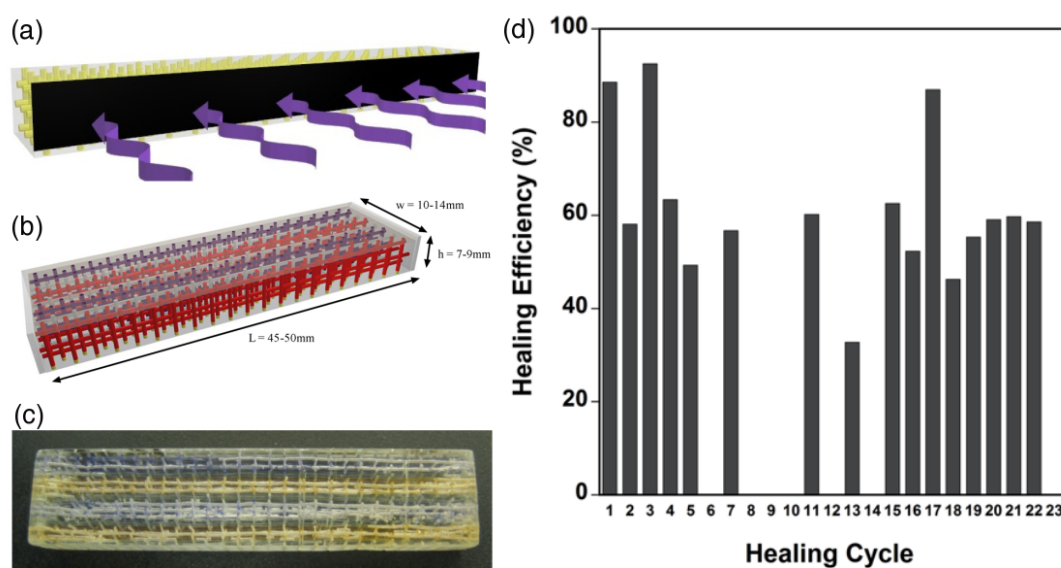 (a)
(b)
w = 10-14mm
h = 7-9mm
L = 45-50mm
(c)
(d)
Healing Efficiency (%)
100
80
60
40
20
0
1 2 3 4 5 6 7 8 9 10 11 12 13 14 15 16 17 18 19 20 21 22 23
Healing Cycle